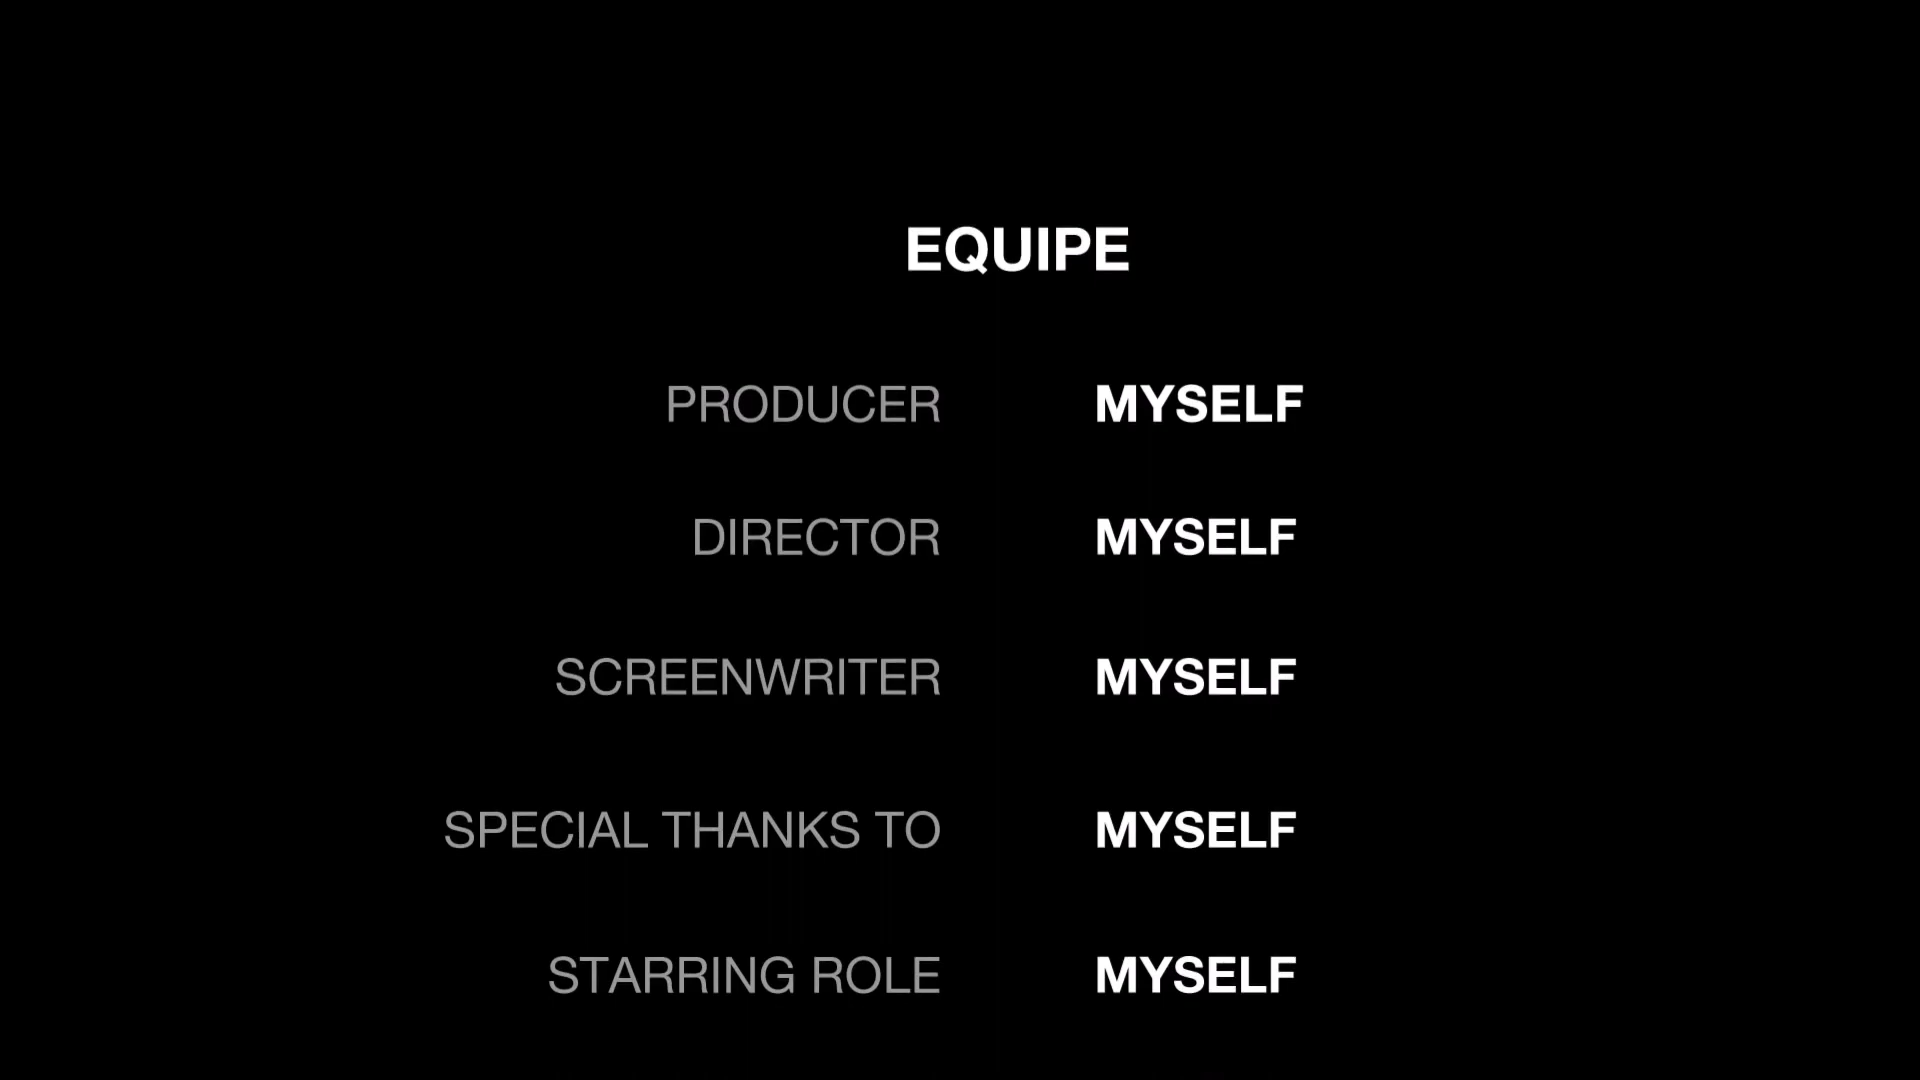 EQUIPE
PRODUCER MYSELF
DIRECTOR MYSELF
SCREENWRITER MYSELF
SPECIAL THANKS TO MYSELF
STARRING ROLE MYSELF